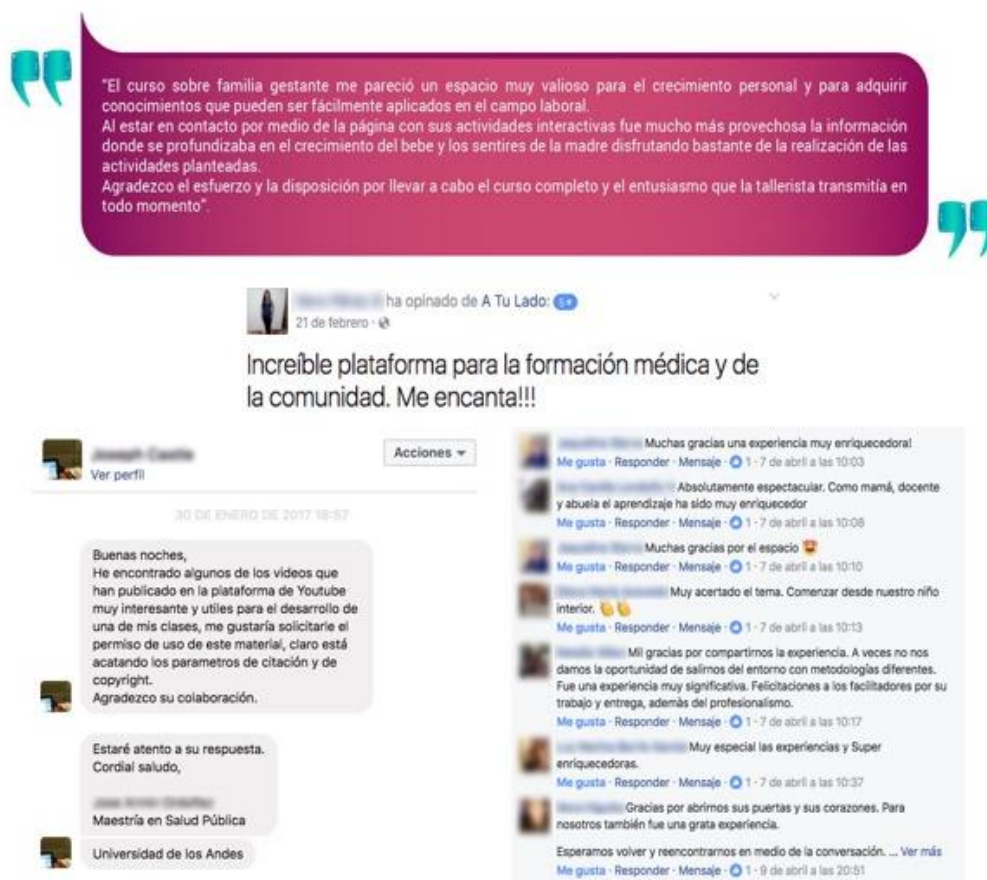 "El curso sobre familia gestante me pareció un espacio muy valioso para el crecimiento personal y para adquirir
conocimientos que pueden ser fácilmente aplicados en el campo laboral.
Al estar en contacto por medio de la página con sus actividades interactivas fue mucho más provechosa la información
donde se profundizaba en el crecimiento del bebe y los sentires de la madre disfrutando bastante de la realización de las
actividades planteadas.
Agradezco el esfuerzo y la disposición por llevar a cabo el curso completo y el entusiasmo que la tallerista transmitía en
todo momento".
ha opinado de A Tu Lado: 5★
21 de febrero ·
Increíble plataforma para la formación médica y de
la comunidad. Me encanta!!!
Ver perfil
Acciones
30 DE ENERO DE 2017 18:57
Buenas noches,
He encontrado algunos de los videos que
han publicado en la plataforma de Youtube
muy interesante y utiles para el desarrollo de
una de mis clases, me gustaría solicitarle el
permiso de uso de este material, claro está
acatando los parametros de citación y de
copyright.
Agradezco su colaboración.
Estaré atento a su respuesta.
Cordial saludo,
Maestría en Salud Pública
Universidad de los Andes
Muchas gracias una experiencia muy enriquecedora!
Me gusta · Responder · Mensaje · 1 · 7 de abril a las 10:03
Absolutamente espectacular. Como mamá, docente
y abuela el aprendizaje ha sido muy enriquecedor
Me gusta · Responder · Mensaje · 1 · 7 de abril a las 10:08
Muchas gracias por el espacio 😍
Me gusta · Responder · Mensaje · 1 · 7 de abril a las 10:10
Muy acertado el tema. Comenzar desde nuestro niño
interior. 👏👏
Me gusta · Responder · Mensaje · 1 · 7 de abril a las 10:13
Mil gracias por compartirnos la experiencia. A veces no nos
damos la oportunidad de salirnos del entorno con metodologías diferentes.
Fue una experiencia muy significativa. Felicitaciones a los facilitadores por su
trabajo y entrega, además del profesionalismo.
Me gusta · Responder · Mensaje · 1 · 7 de abril a las 10:17
Muy especial las experiencias y Super
enriquecedoras.
Me gusta · Responder · Mensaje · 1 · 7 de abril a las 10:37
Gracias por abrirnos sus puertas y sus corazones. Para
nosotros también fue una grata experiencia.
Esperamos volver y reencontrarnos en medio de la conversación. ... Ver más
Me gusta · Responder · Mensaje · 1 · 9 de abril a las 20:51